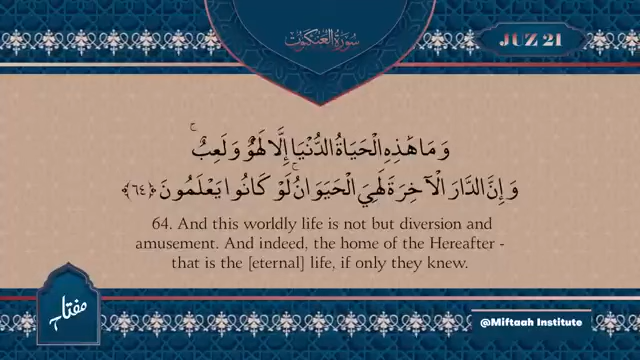 سورة العنكبوت
JUZ 21
وَمَا هَٰذِهِ الْحَيَاةُ الدُّنْيَا إِلَّا لَهْوٌ وَلَعِبٌ ۚ
وَإِنَّ الدَّارَ الْآخِرَةَ لَهِيَ الْحَيَوَانُ ۚ لَوْ كَانُوا يَعْلَمُونَ ﴿٦٤﴾
64. And this worldly life is not but diversion and
amusement. And indeed, the home of the Hereafter -
that is the [eternal] life, if only they knew.
مفتاح
@Miftaah Institute